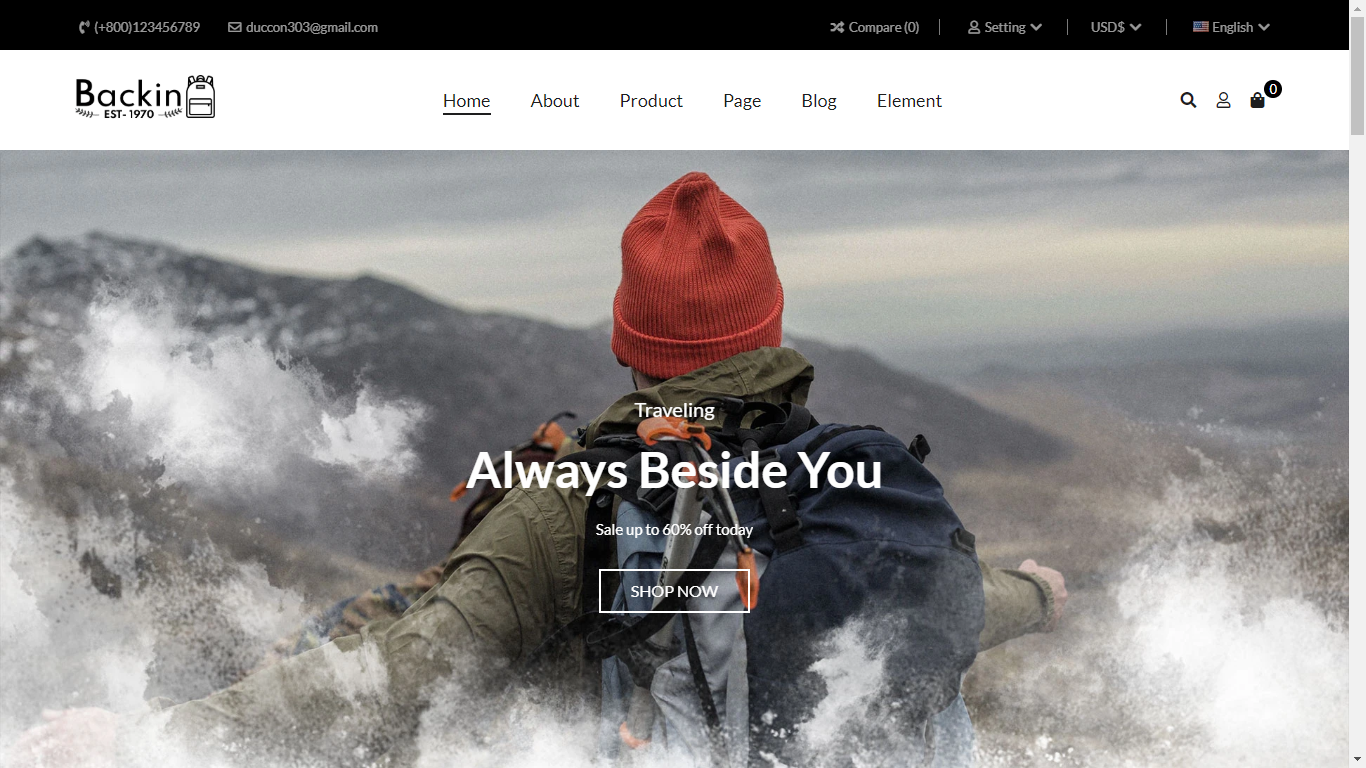 (+800)123456789 duccon303@gmail.com Compare (0) Setting USD$ English
Backin
EST- 1970
Home About Product Page Blog Element 0
Traveling
Always Beside You
Sale up to 60% off today
SHOP NOW